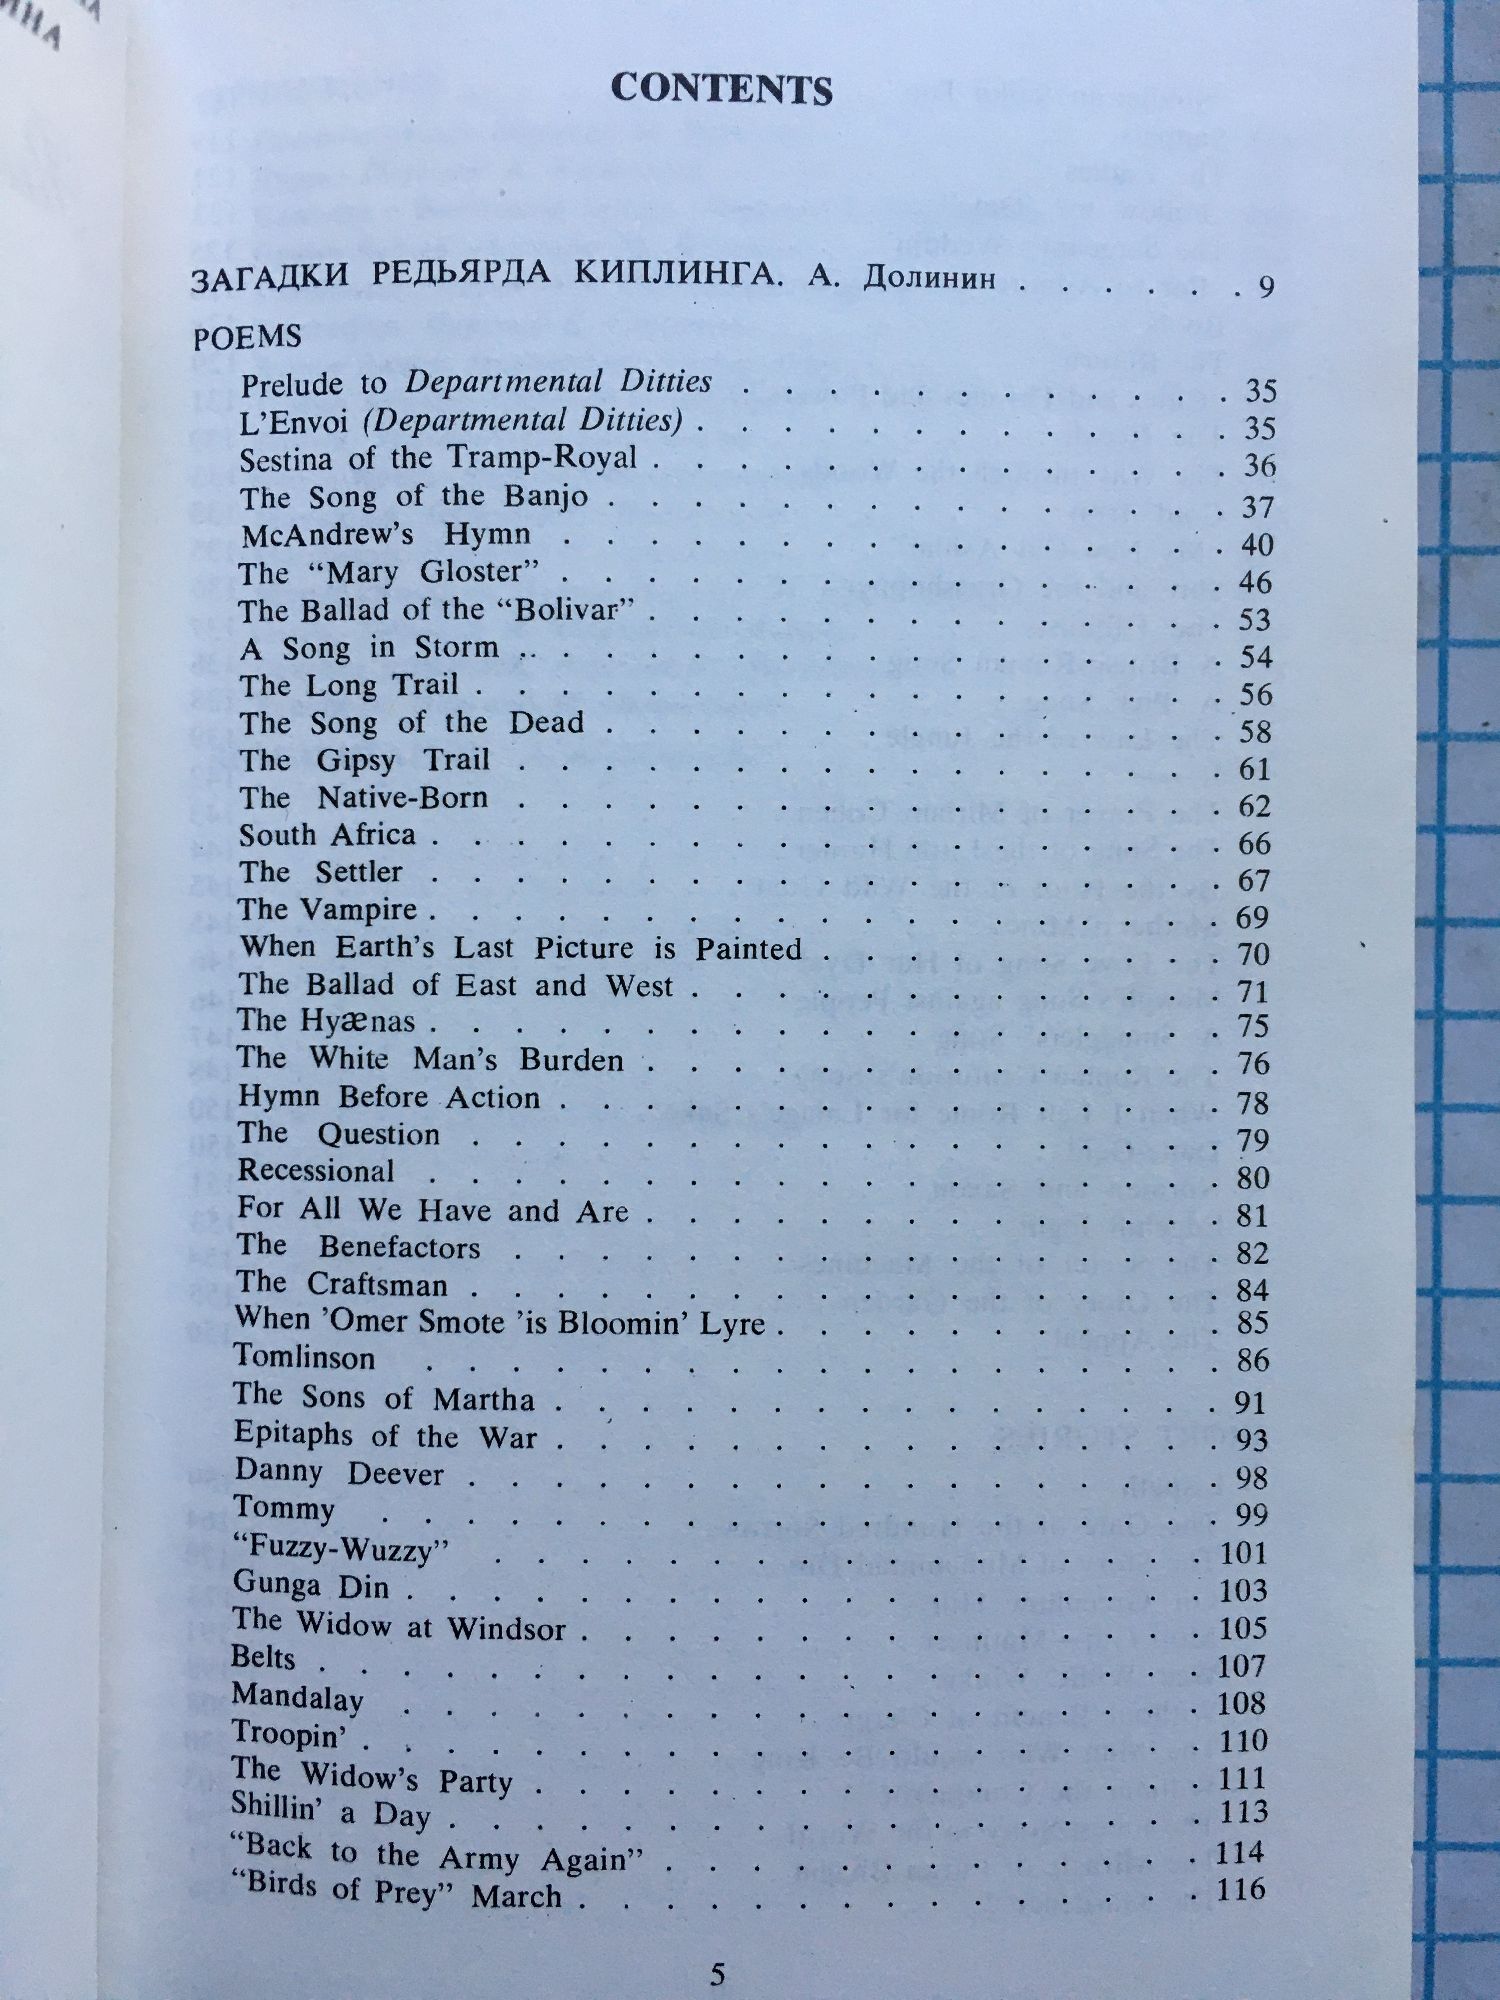 CONTENTS
ЗАГАДКИ РЕДЬЯРДА КИПЛИНГА. А. Долинин . . . . . . 9
POEMS
Prelude to Departmental Ditties . . . . . . . . . . . . 35
L'Envoi (Departmental Ditties) . . . . . . . . . . . . . 35
Sestina of the Tramp-Royal . . . . . . . . . . . . . . 36
The Song of the Banjo . . . . . . . . . . . . . . . 37
McAndrew's Hymn . . . . . . . . . . . . . . . . 40
The “Mary Gloster” . . . . . . . . . . . . . . . . 46
The Ballad of the “Bolivar” . . . . . . . . . . . . . . 53
A Song in Storm . . . . . . . . . . . . . . . . . 54
The Long Trail . . . . . . . . . . . . . . . . . . 56
The Song of the Dead . . . . . . . . . . . . . . . 58
The Gipsy Trail . . . . . . . . . . . . . . . . . 61
The Native-Born . . . . . . . . . . . . . . . . . 62
South Africa . . . . . . . . . . . . . . . . . . . 66
The Settler . . . . . . . . . . . . . . . . . . . 67
The Vampire . . . . . . . . . . . . . . . . . . . 69
When Earth's Last Picture is Painted . . . . . . . . . . 70
The Ballad of East and West . . . . . . . . . . . . . 71
The Hyænas . . . . . . . . . . . . . . . . . . . 75
The White Man's Burden . . . . . . . . . . . . . . 76
Hymn Before Action . . . . . . . . . . . . . . . . 78
The Question . . . . . . . . . . . . . . . . . . 79
Recessional . . . . . . . . . . . . . . . . . . . 80
For All We Have and Are . . . . . . . . . . . . . . 81
The Benefactors . . . . . . . . . . . . . . . . . 82
The Craftsman . . . . . . . . . . . . . . . . . . 84
When 'Omer Smote 'is Bloomin' Lyre . . . . . . . . . . . 85
Tomlinson . . . . . . . . . . . . . . . . . . . 86
The Sons of Martha . . . . . . . . . . . . . . . . 91
Epitaphs of the War . . . . . . . . . . . . . . . . 93
Danny Deever . . . . . . . . . . . . . . . . . . 98
Tommy . . . . . . . . . . . . . . . . . . . . 99
“Fuzzy-Wuzzy” . . . . . . . . . . . . . . . . . 101
Gunga Din . . . . . . . . . . . . . . . . . . . 103
The Widow at Windsor . . . . . . . . . . . . . . . 105
Belts . . . . . . . . . . . . . . . . . . . . . 107
Mandalay . . . . . . . . . . . . . . . . . . . 108
Troopin' . . . . . . . . . . . . . . . . . . . . 110
The Widow's Party . . . . . . . . . . . . . . . . 111
Shillin' a Day . . . . . . . . . . . . . . . . . . 113
“Back to the Army Again” . . . . . . . . . . . . . 114
“Birds of Prey” March . . . . . . . . . . . . . . . 116
5